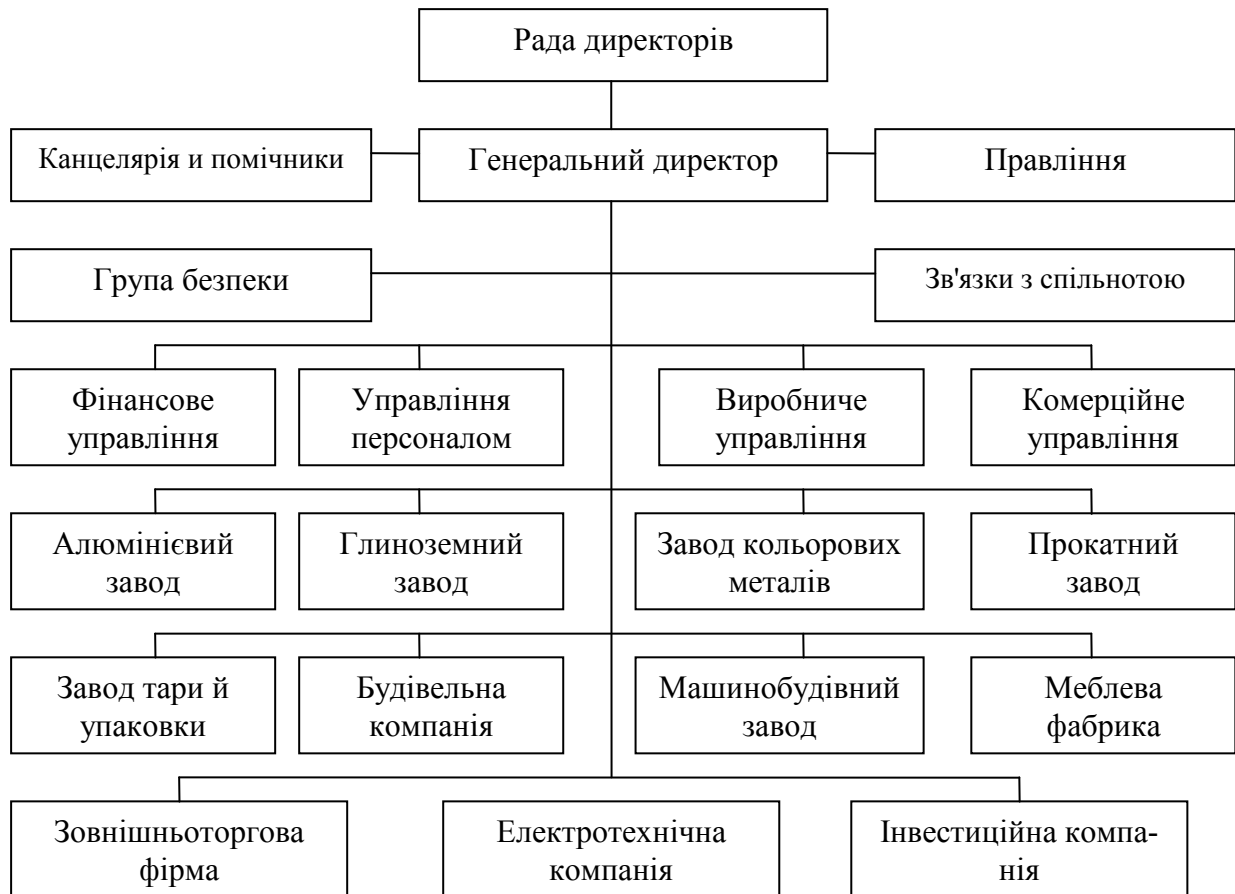 Рада директорів
Канцелярія и помічники
Генеральний директор
Правління
Група безпеки
Зв'язки з спільнотою
Фінансове
управління
Управління
персоналом
Виробниче
управління
Комерційне
управління
Алюмінієвий
завод
Глиноземний
завод
Завод кольорових
металів
Прокатний
завод
Завод тари й
упаковки
Будівельна
компанія
Машинобудівний
завод
Меблева
фабрика
Зовнішньоторгова
фірма
Електротехнічна
компанія
Інвестиційна компа-
нія